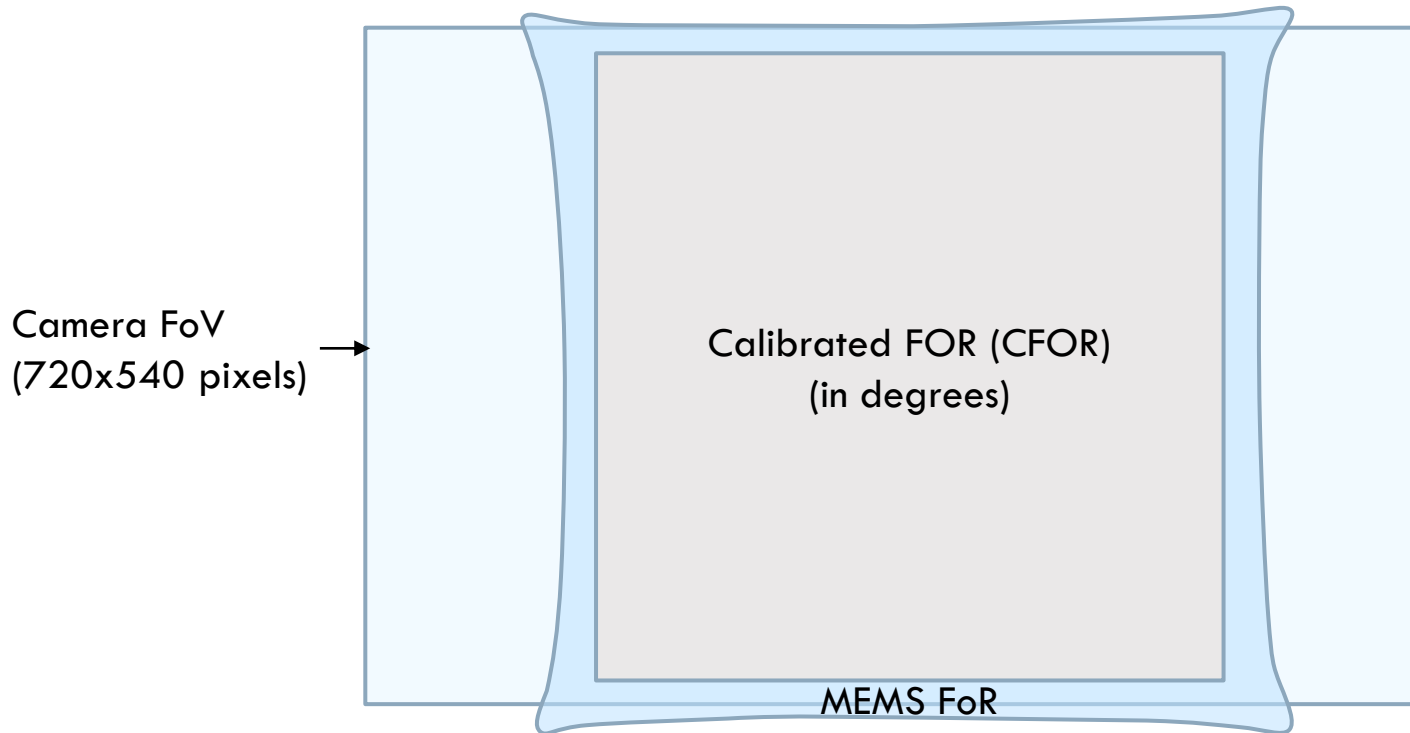 Camera FoV
(720x540 pixels)
Calibrated FOR (CFOR)
(in degrees)
MEMS FoR